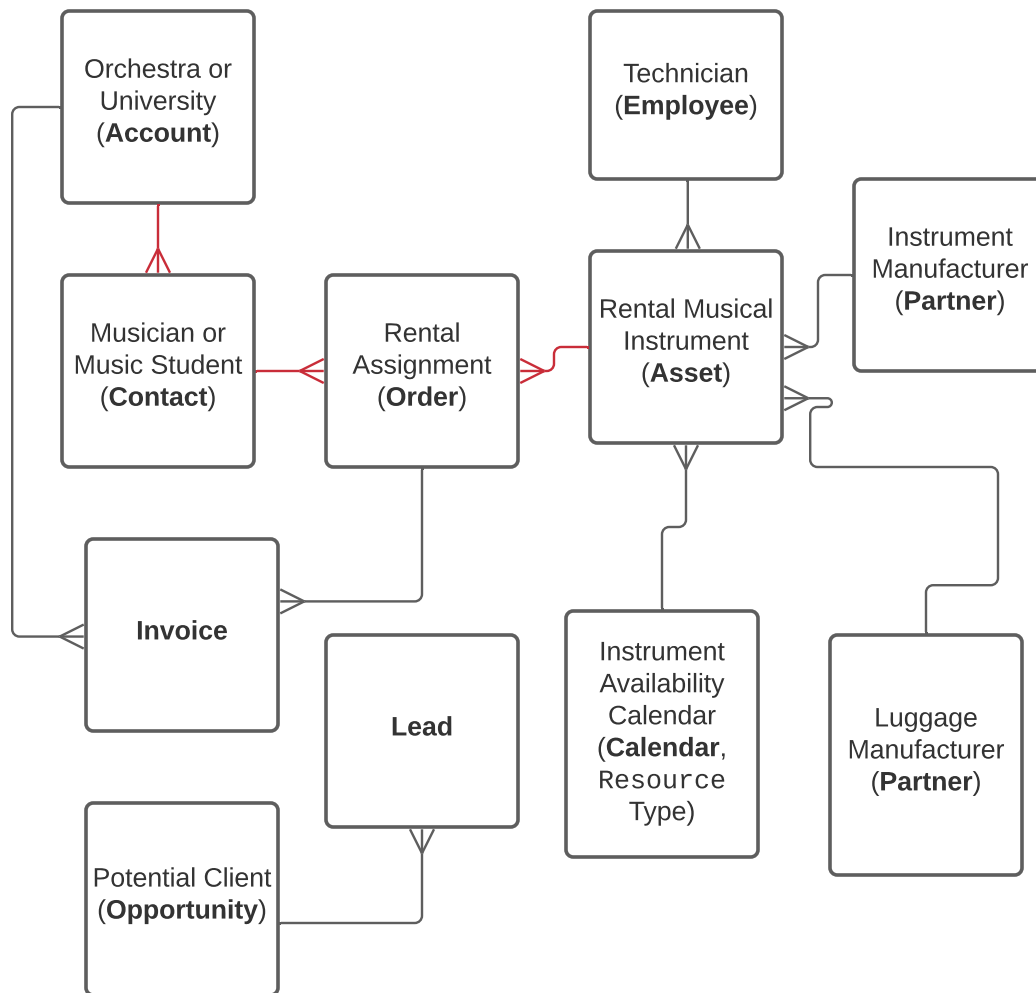 Orchestra or
University
(Account)
Technician
(Employee)
Instrument
Manufacturer
(Partner)
Musician or
Music Student
(Contact)
Rental
Assignment
(Order)
Rental Musical
Instrument
(Asset)
Invoice
Lead
Instrument
Availability
Calendar
(Calendar,
Resource
Type)
Luggage
Manufacturer
(Partner)
Potential Client
(Opportunity)